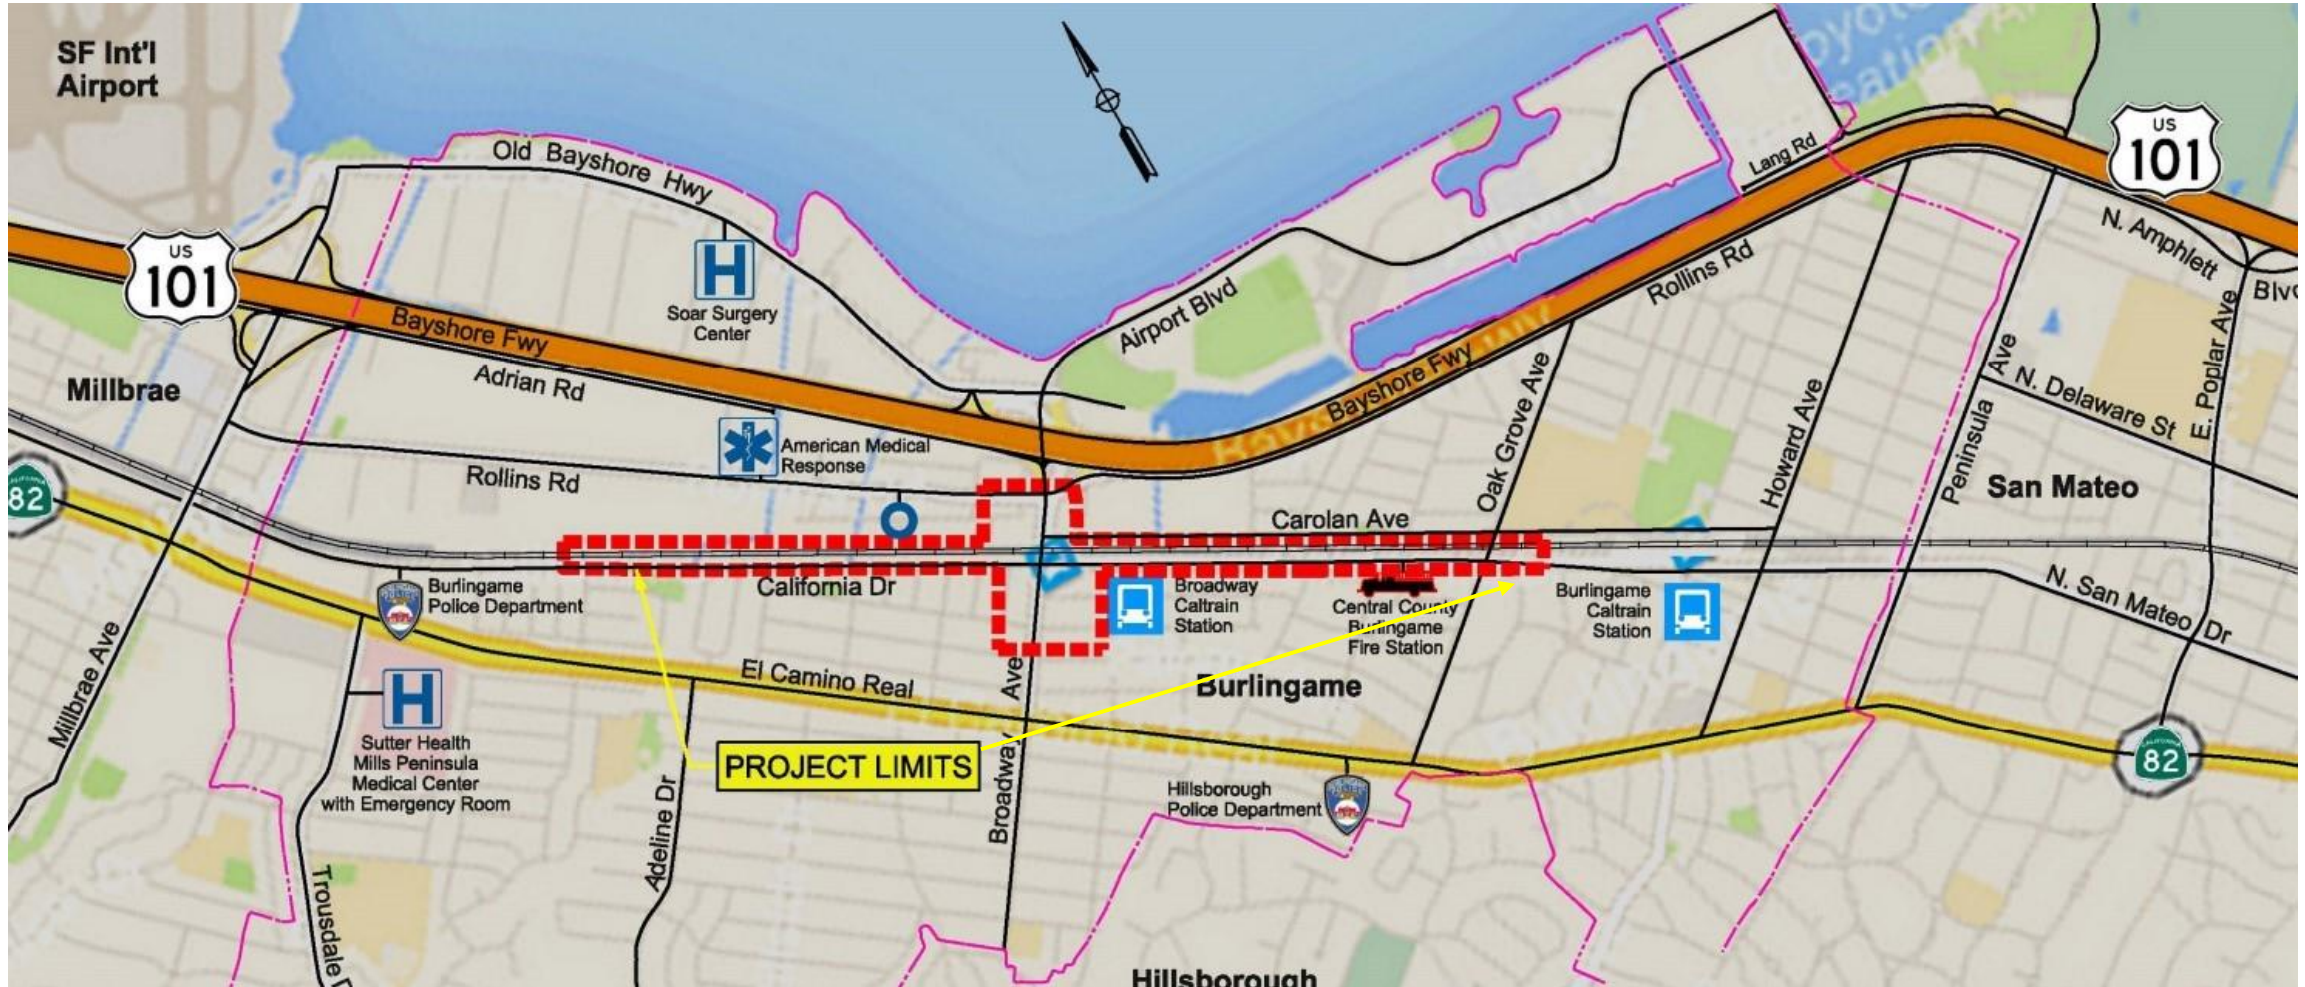 SF Int'l
Airport
Old Bayshore Hwy
Lang Rd
US
101
US
101
N. Amphlett
Blvd
Soar Surgery
Center
Airport Blvd
Rollins Rd
Bayshore Fwy
Bayshore Fwy
Millbrae
Adrian Rd
American Medical
Response
Rollins Rd
Oak Grove Ave
Howard Ave
Peninsula Ave
N. Delaware St
E. Poplar Ave
San Mateo
82
Carolan Ave
California Dr
Burlingame
Police Department
Broadway
Caltrain
Station
Central County
Burlingame
Fire Station
Burlingame
Caltrain
Station
N. San Mateo Dr
Millbrae Ave
H
H
El Camino Real
Broadway Ave
Burlingame
Sutter Health
Mills Peninsula
Medical Center
with Emergency Room
PROJECT LIMITS
Adeline Dr
Hillsborough
Police Department
CALIFORNIA
82
Trousdale D
Hillsborough